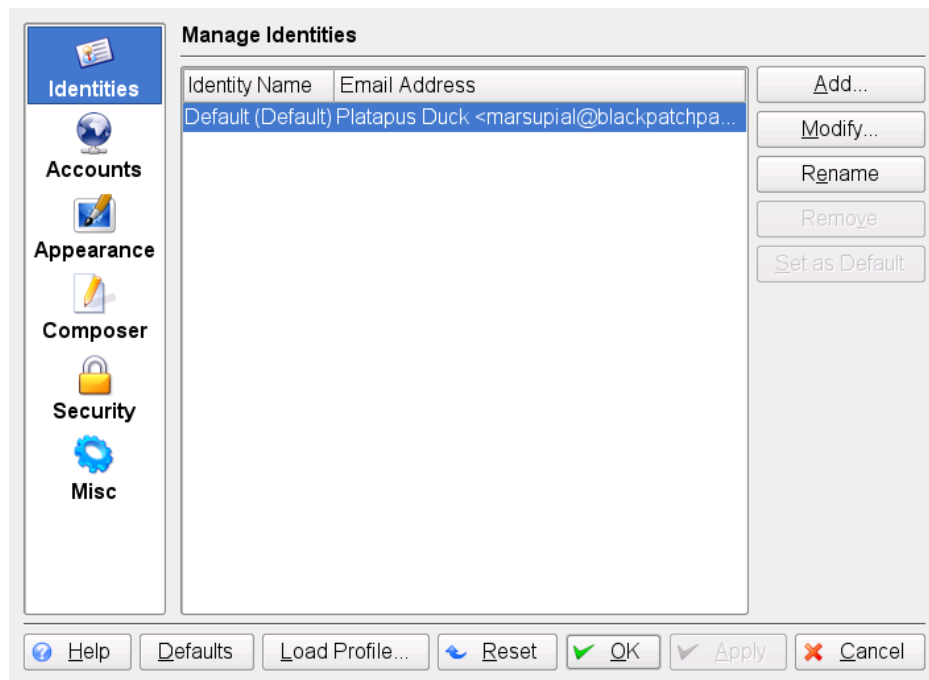 Identities
Accounts
Appearance
Composer
Security
Misc
Manage Identities
Identity Name Email Address
Default (Default) Platapus Duck <marsupial@blackpatchpa...
Add...
Modify...
Rename
Remove
Set as Default
Help Defaults Load Profile... Reset OK Apply Cancel